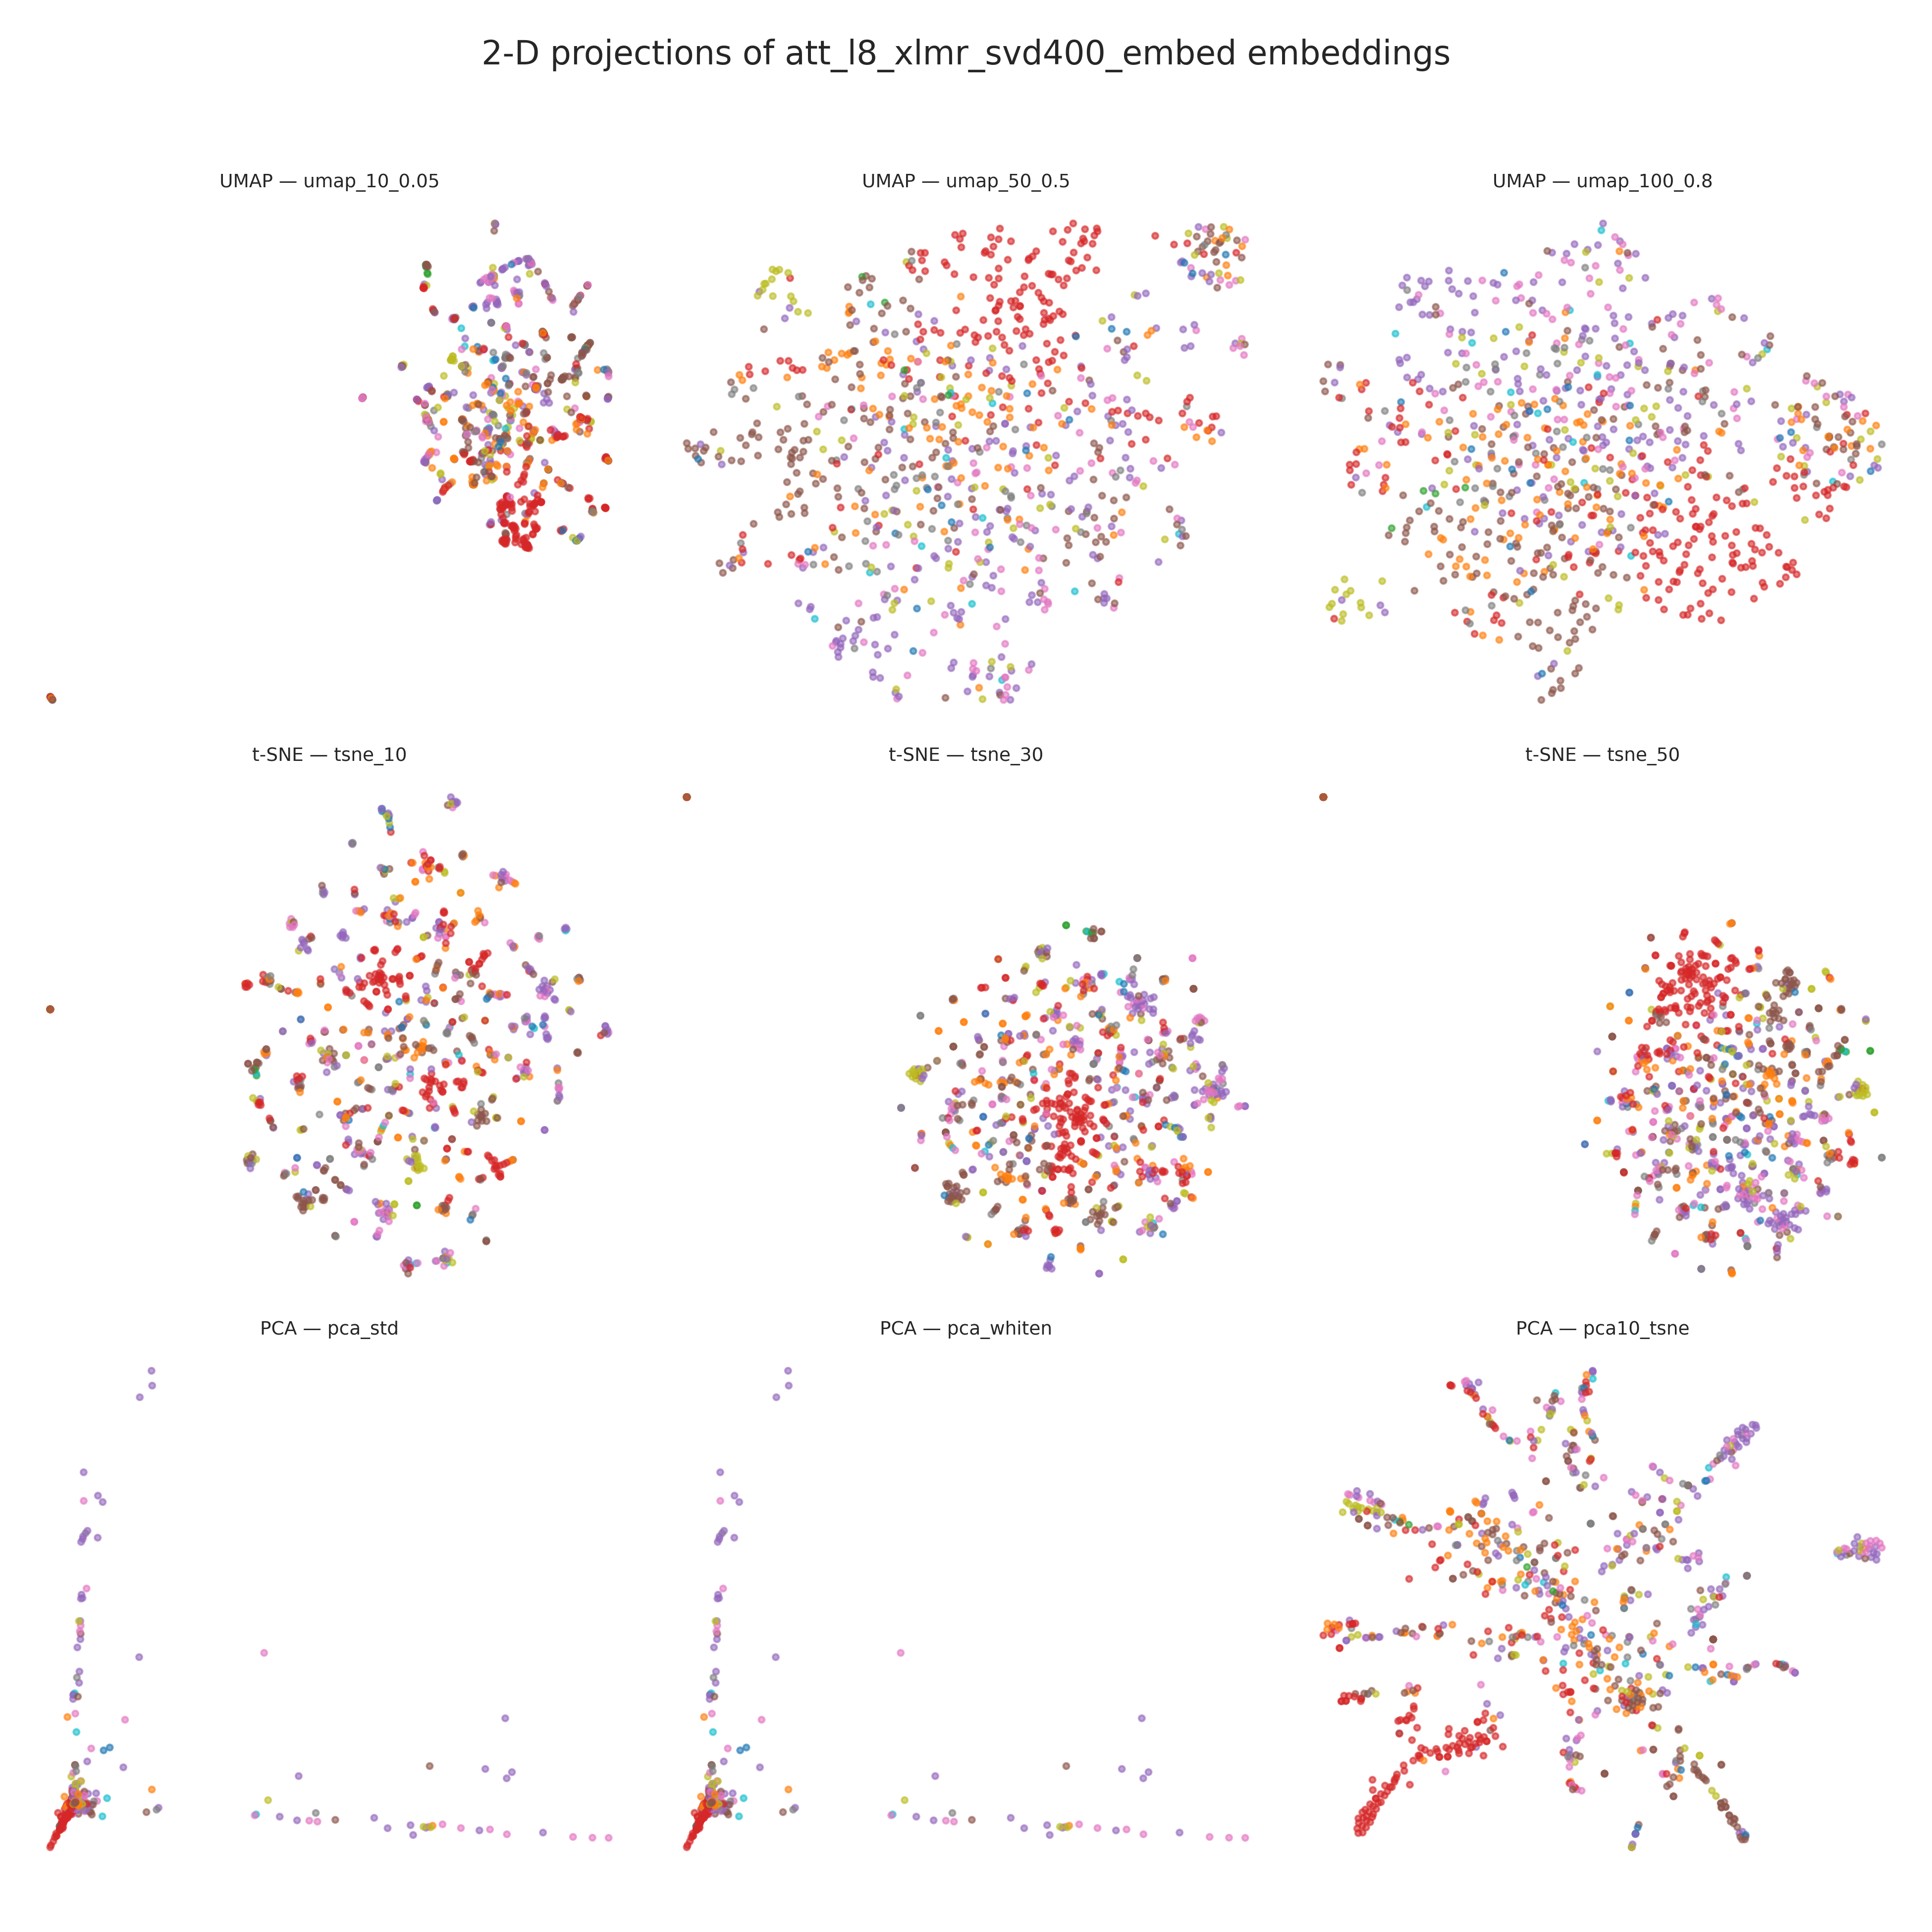 2-D projections of att_l8_xlmr_svd400_embed embeddings
UMAP — umap_10_0.05
UMAP — umap_50_0.5
UMAP — umap_100_0.8
t-SNE — tsne_10
t-SNE — tsne_30
t-SNE — tsne_50
PCA — pca_std
PCA — pca_whiten
PCA — pca10_tsne